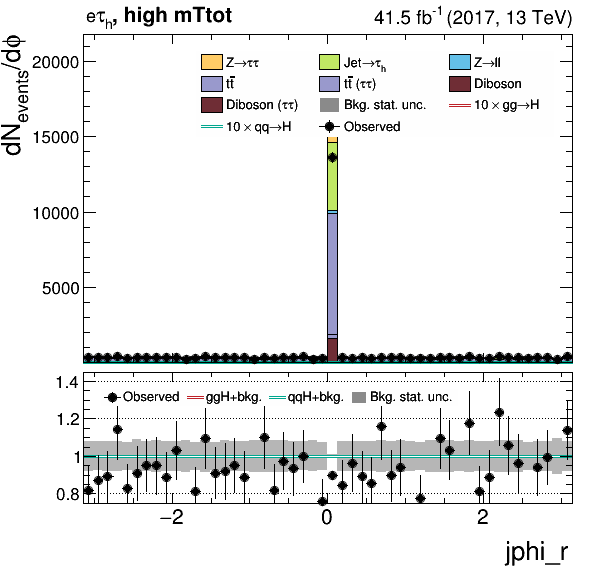 eτh, high mTtot
41.5 fb-1 (2017, 13 TeV)
dNevents/dϕ
Z→ττ Jet→τh Z→ll
tt̅ tt̅ (ττ) Diboson
Diboson (ττ) Bkg. stat. unc. 10×gg→H
10×qq→H Observed
15000
10000
5000
1.4
Observed ggH+bkg. qqH+bkg. Bkg. stat. unc.
1.2
1
0.8
−2 0 2
jphi_r